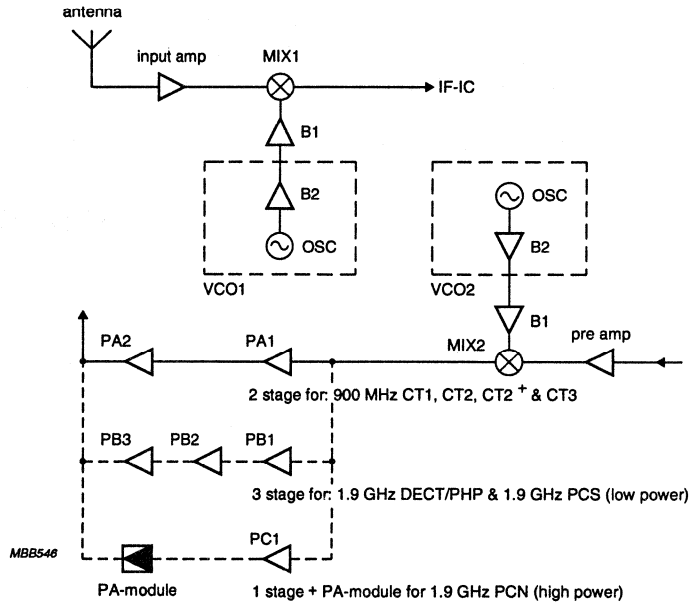 antenna
input amp
MIX1
IF-IC
B1
B2
OSC
VCO1
OSC
B2
VCO2
B1
pre amp
MIX2
PA2
PA1
2 stage for: 900 MHz CT1, CT2, CT2 + & CT3
PB3
PB2
PB1
3 stage for: 1.9 GHz DECT/PHP & 1.9 GHz PCS (low power)
PC1
MBB546
PA-module
1 stage + PA-module for 1.9 GHz PCN (high power)